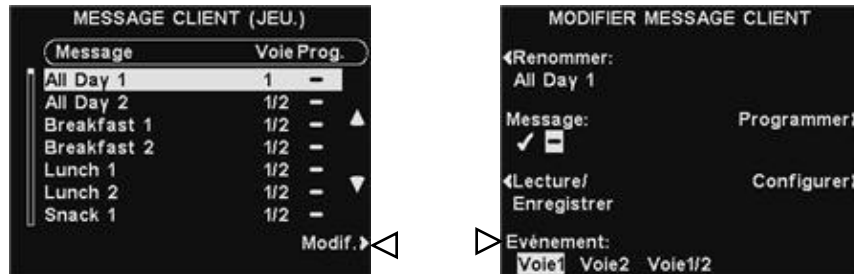 MESSAGE CLIENT (JEU.)
Message Voie Prog.
All Day 1 1 –
All Day 2 1/2 –
Breakfast 1 1/2 –
Breakfast 2 1/2 –
Lunch 1 1/2 –
Lunch 2 1/2 –
Snack 1 1/2 –
Modif.
MODIFIER MESSAGE CLIENT
Renommer:
All Day 1
Message: Programmer
✓ –
Lecture/ Configurer
Enregistrer
Evénement:
Voie1 Voie2 Voie1/2